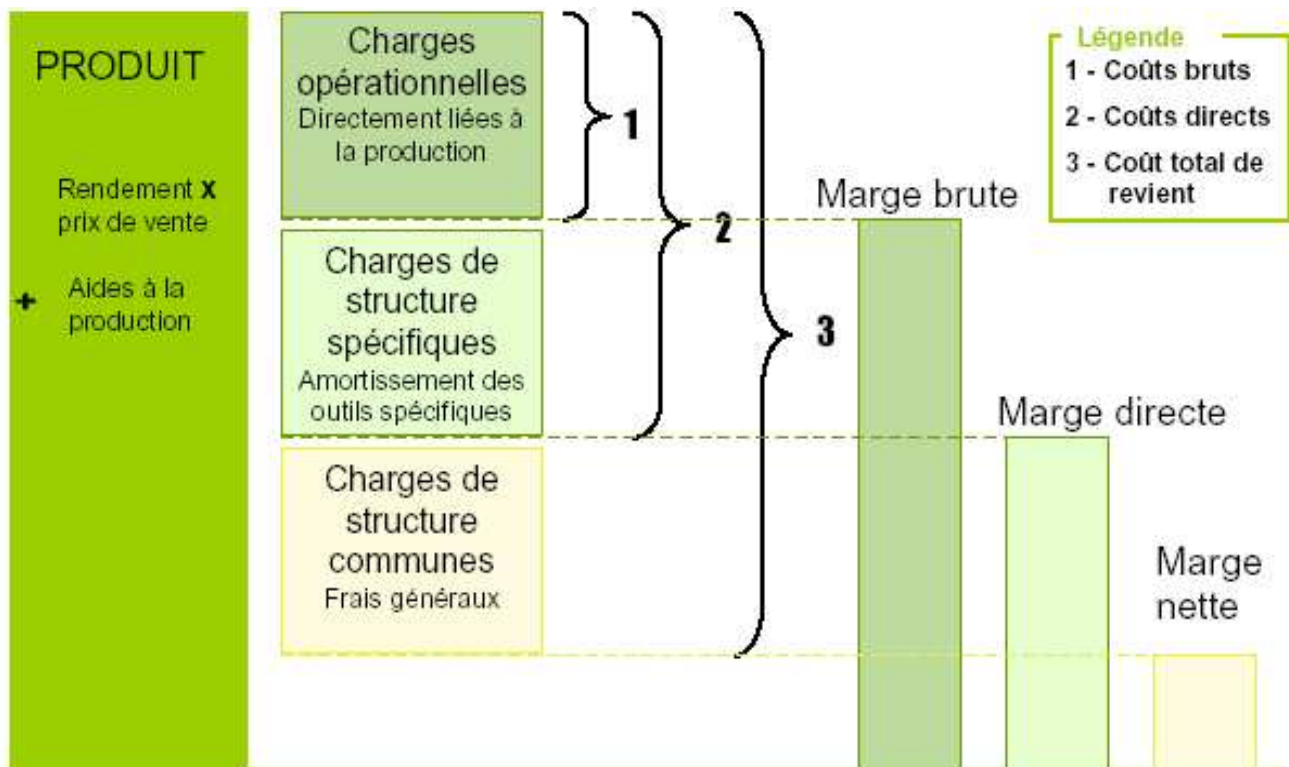 PRODUIT
Rendement X
prix de vente
+ Aides à la
production
Charges
opérationnelles
Directement liées à
la production
Charges de
structure
spécifiques
Amortissement des
outils spécifiques
Charges de
structure
communes
Frais généraux
1
2
3
Marge brute
Marge directe
Marge
nette
Légende
1 - Coûts bruts
2 - Coûts directs
3 - Coût total de
revient